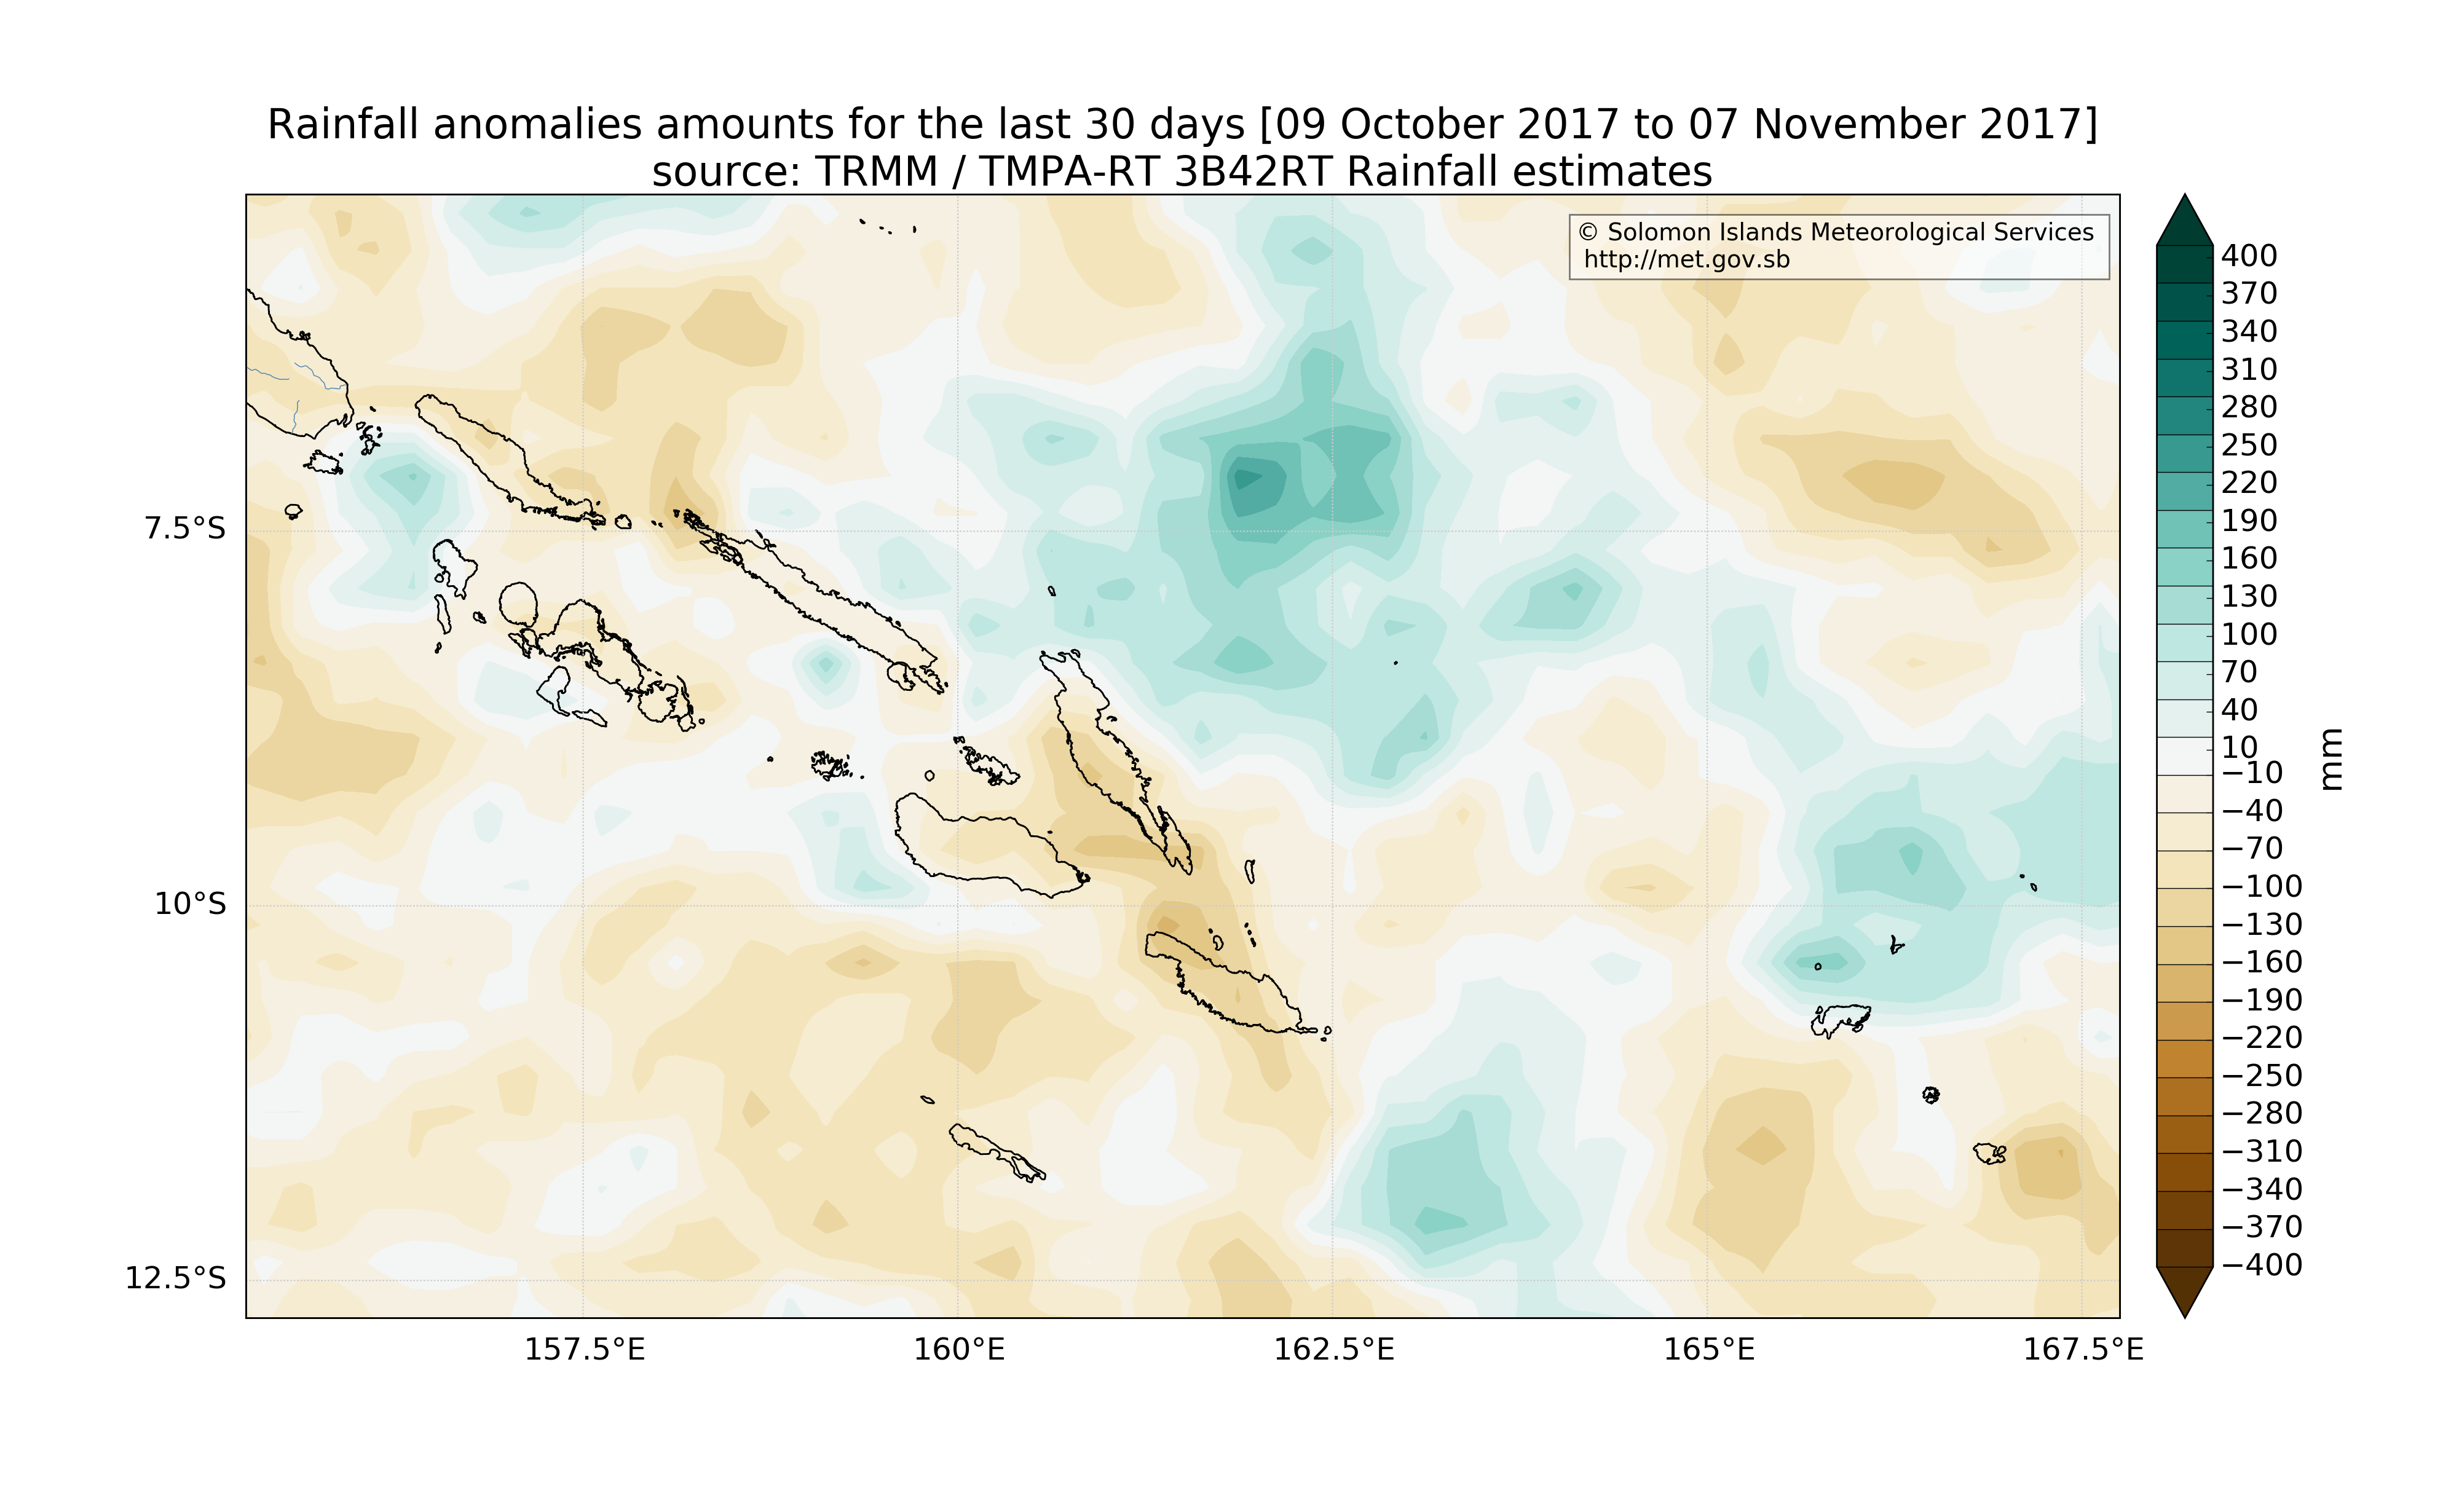 Rainfall anomalies amounts for the last 30 days [09 October 2017 to 07 November 2017]
source: TRMM / TMPA-RT 3B42RT Rainfall estimates
© Solomon Islands Meteorological Services
http://met.gov.sb
7.5°S
10°S
12.5°S
157.5°E
160°E
162.5°E
165°E
167.5°E
400
370
340
310
280
250
220
190
160
130
100
70
40
10
−10
−40
−70
−100
−130
−160
−190
−220
−250
−280
−310
−340
−370
−400
mm